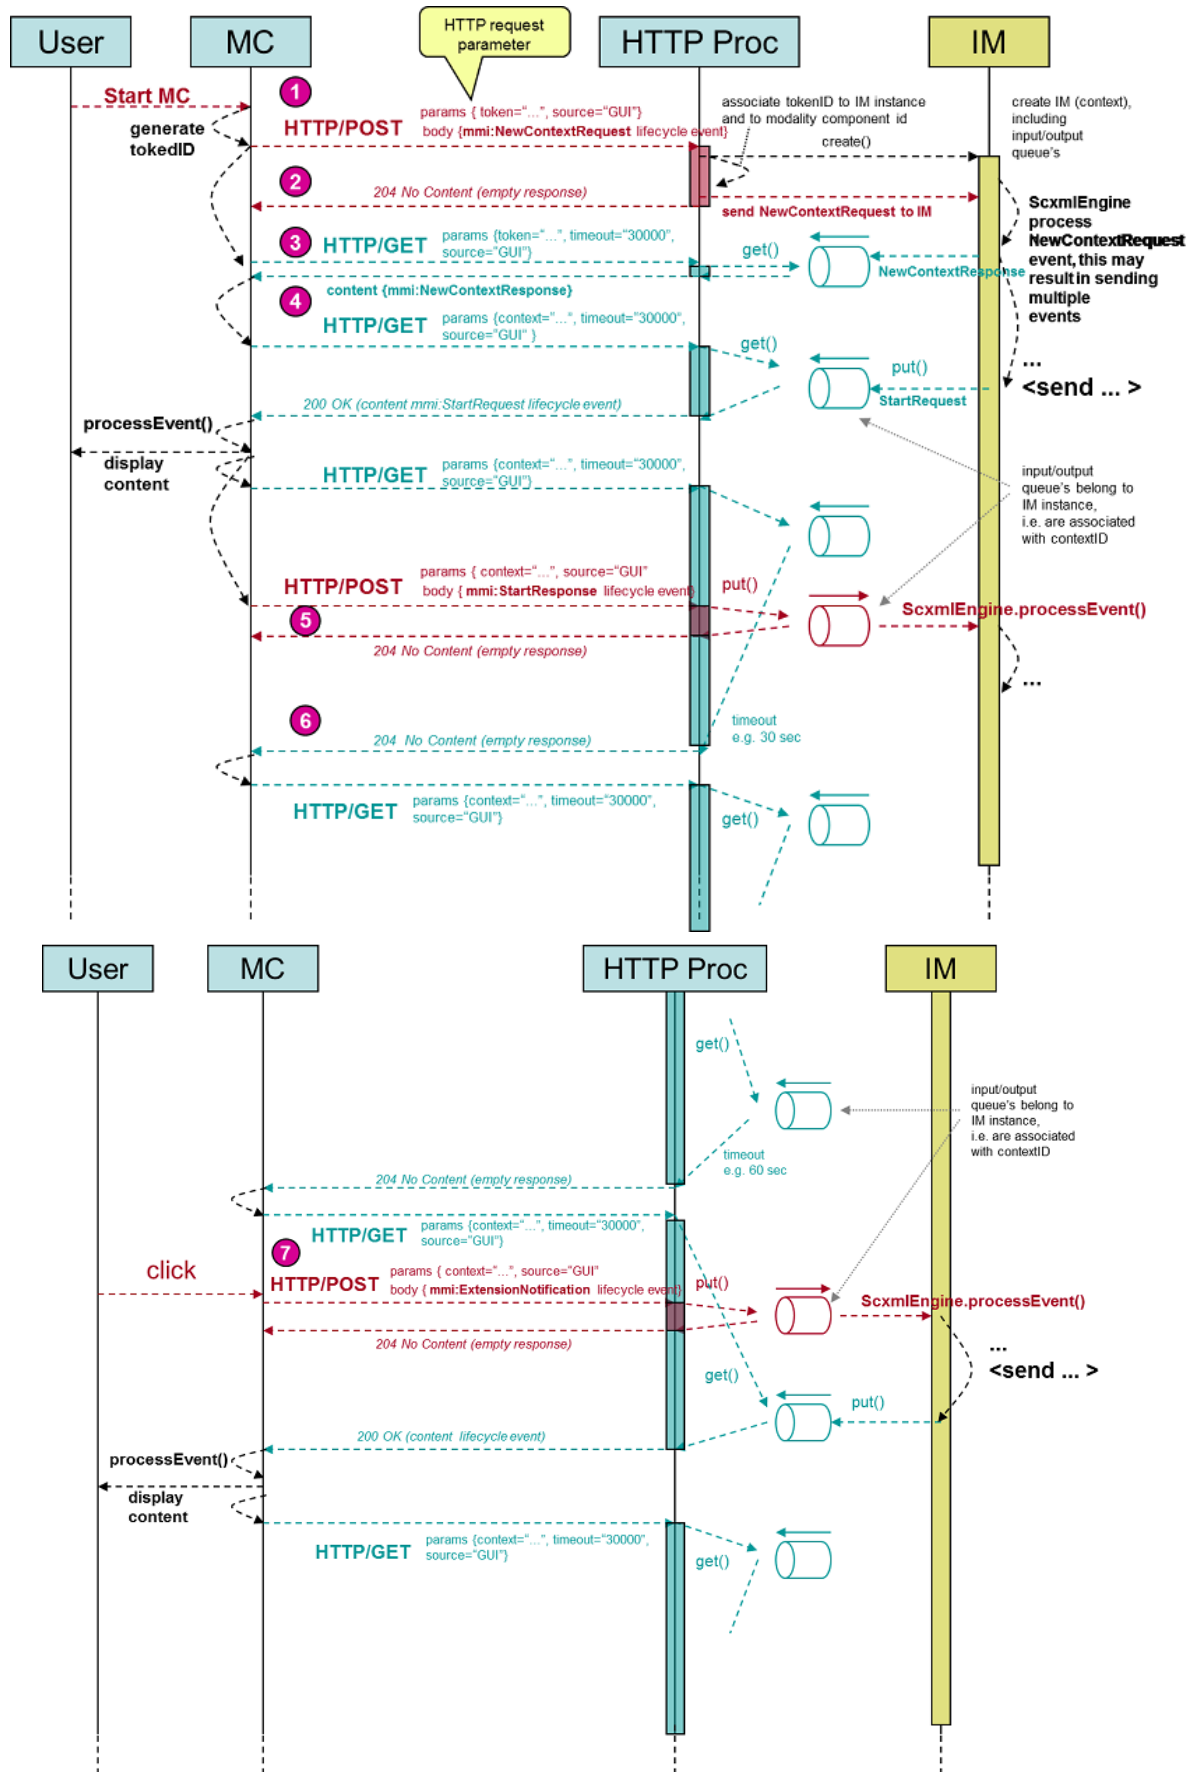 User
MC
HTTP request
parameter
HTTP Proc
IM
Start MC
1
params { token="...", source="GUI"}
HTTP/POST
body {mmi:NewContextRequest lifecycle event}
generate
tokedID
associate tokenID to IM instance
and to modality component id
create()
create IM (context),
including
input/output
queue's
2
204 No Content (empty response)
send NewContextRequest to IM
ScxmlEngine
process
NewContextRequest
event, this may
result in sending
multiple
events
3
HTTP/GET
params {token="...", timeout="30000",
source="GUI"}
get()
NewContextResponse
content {mmi:NewContextResponse}
4
HTTP/GET
params {context="...", timeout="30000",
source="GUI" }
get()
put()
StartRequest
...
<send ... >
200 OK (content mmi:StartRequest lifecycle event)
processEvent()
display
content
HTTP/GET
params {context="...", timeout="30000",
source="GUI"}
input/output
queue's belong to
IM instance,
i.e. are associated
with contextID
HTTP/POST
params { context="...", source="GUI"
body { mmi:StartResponse lifecycle event}
put()
5
ScxmlEngine.processEvent()
204 No Content (empty response)
...
6
timeout
e.g. 30 sec
204 No Content (empty response)
HTTP/GET
params {context="...", timeout="30000",
source="GUI"}
get()
User
MC
HTTP Proc
IM
get()
input/output
queue's belong to
IM instance,
i.e. are associated
with contextID
timeout
e.g. 60 sec
204 No Content (empty response)
HTTP/GET
params {context="...", timeout="30000",
source="GUI"}
7
click
HTTP/POST
params { context="...", source="GUI"
body { mmi:ExtensionNotification lifecycle event}
put()
ScxmlEngine.processEvent()
204 No Content (empty response)
...
<send ... >
get()
put()
200 OK (content lifecycle event)
processEvent()
display
content
HTTP/GET
params {context="...", timeout="30000",
source="GUI"}
get()